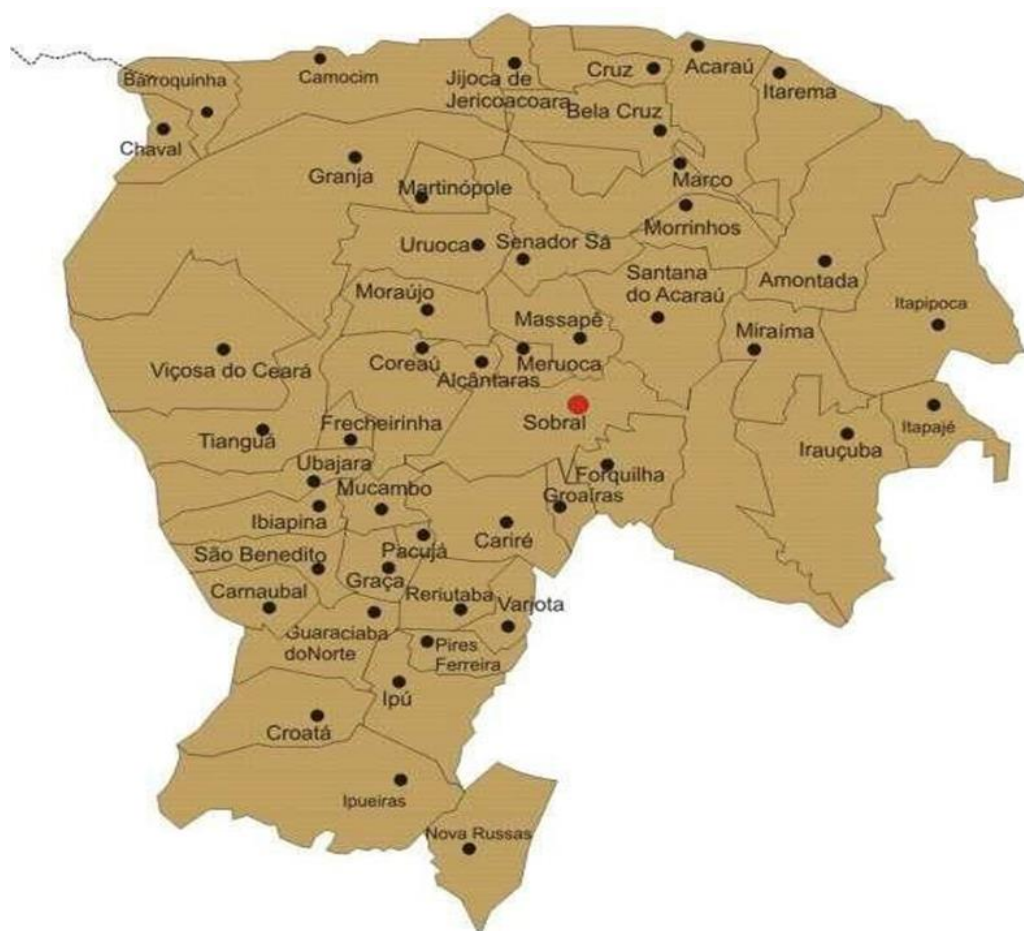 Barroquinha
Camocim
Jijoca de
Jericoacoara
Cruz
Acaraú
Itarema
Bela Cruz
Chaval
Granja
Martinópole
Marco
Morrinhos
Uruoca
Senador Sá
Santana
do Acaraú
Amontada
Moraújo
Itapipoca
Massapê
Miraíma
Viçosa do Ceará
Coreaú
Alcântaras
Meruoca
Sobral
Tianguá
Frecheirinha
Itapajé
Irauçuba
Ubajara
Mucambo
Forquilha
Groaíras
Ibiapina
Cariré
São Benedito
Pacujá
Graça
Carnaubal
Reriutaba
Varjota
Guaraciaba
doNorte
Pires
Ferreira
Ipú
Croatá
Ipueiras
Nova Russas